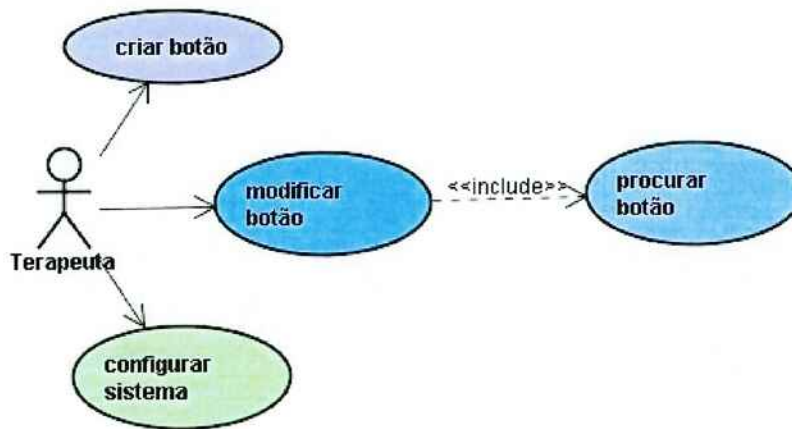 criar botão
modificar
botão
<<include>>
procurar
botão
Terapeuta
configurar
sistema